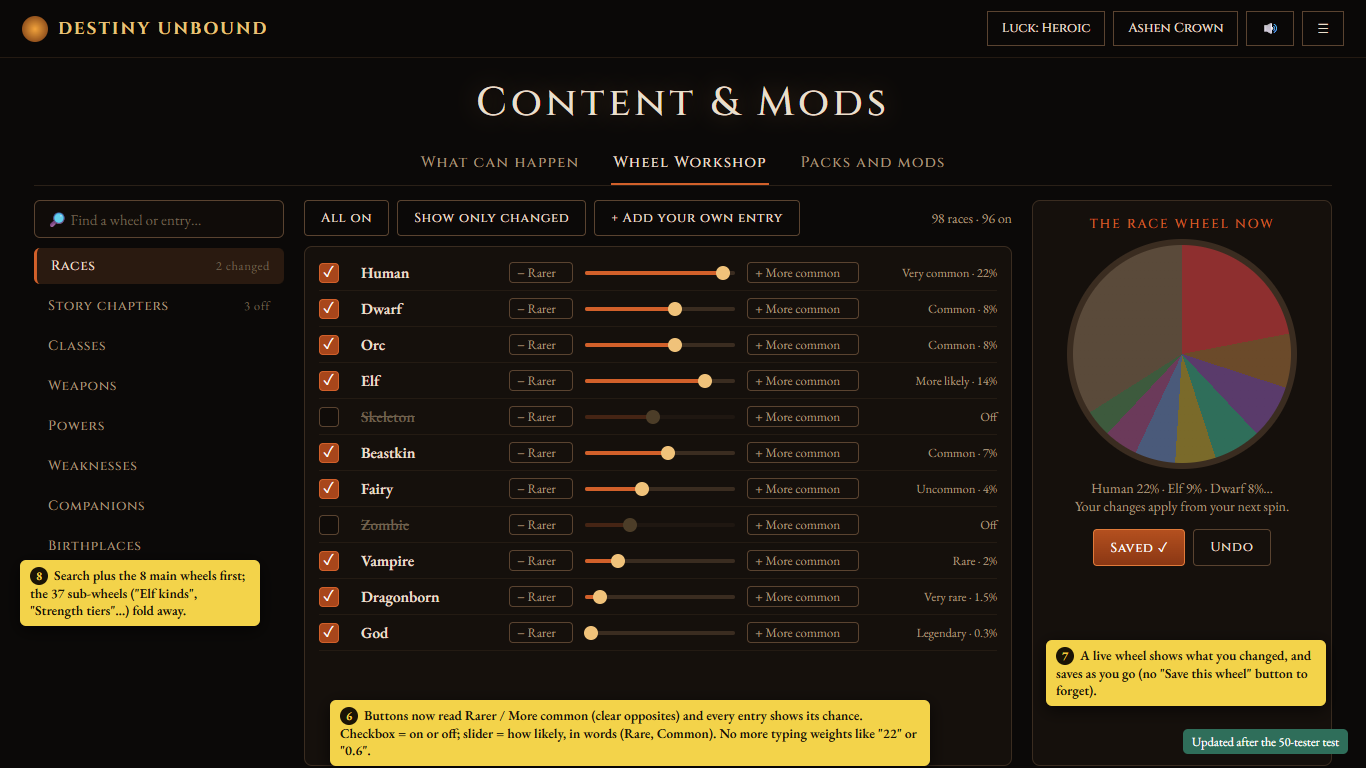 DESTINY UNBOUND
LUCK: HEROIC
ASHEN CROWN
CONTENT & MODS
WHAT CAN HAPPEN
WHEEL WORKSHOP
PACKS AND MODS
Find a wheel or entry...
RACES 2 changed
STORY CHAPTERS 3 off
CLASSES
WEAPONS
POWERS
WEAKNESSES
COMPANIONS
BIRTHPLACES
8 Search plus the 8 main wheels first;
the 37 sub-wheels ("Elf kinds",
"Strength tiers"...) fold away.
ALL ON
SHOW ONLY CHANGED
+ ADD YOUR OWN ENTRY
98 races · 96 on
Human – Rarer + More common Very common · 22%
Dwarf – Rarer + More common Common · 8%
Orc – Rarer + More common Common · 8%
Elf – Rarer + More common More likely · 14%
Skeleton – Rarer + More common Off
Beastkin – Rarer + More common Common · 7%
Fairy – Rarer + More common Uncommon · 4%
Zombie – Rarer + More common Off
Vampire – Rarer + More common Rare · 2%
Dragonborn – Rarer + More common Very rare · 1.5%
God – Rarer + More common Legendary · 0.3%
6 Buttons now read Rarer / More common (clear opposites) and every entry shows its chance.
Checkbox = on or off; slider = how likely, in words (Rare, Common). No more typing weights like "22" or
"0.6".
THE RACE WHEEL NOW
Human 22% · Elf 9% · Dwarf 8%...
Your changes apply from your next spin.
SAVED ✓
UNDO
7 A live wheel shows what you changed, and
saves as you go (no "Save this wheel" button to
forget).
Updated after the 50-tester test